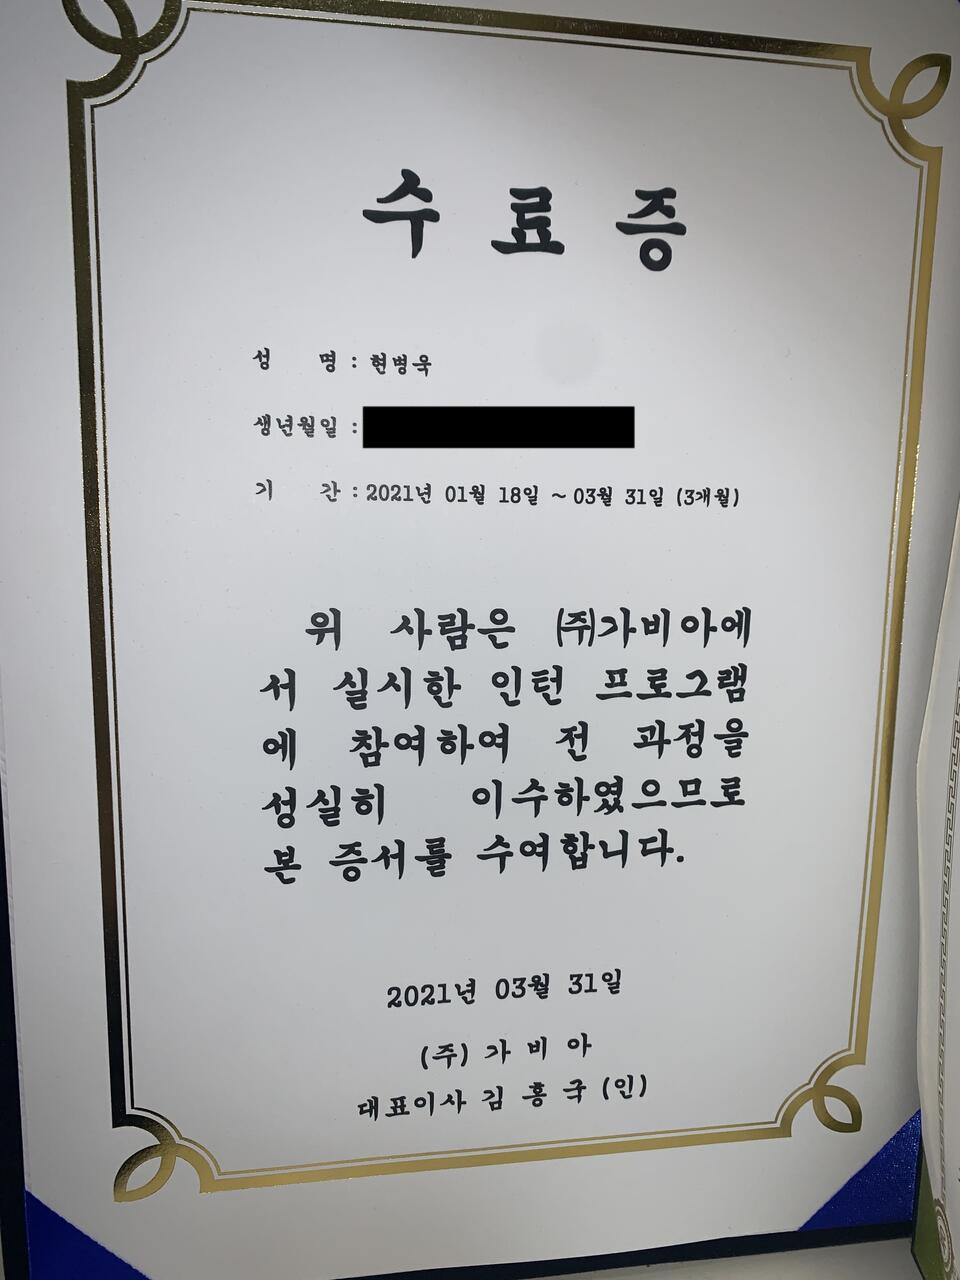 수료증
성 명 : 현병욱
생년월일 :
기 간 : 2021년 01월 18일 ~ 03월 31일 (3개월)
위 사람은 ㈜가비아에
서 실시한 인턴 프로그램
에 참여하여 전 과정을
성실히 이수하였으므로
본 증서를 수여합니다.
2021년 03월 31일
(주) 가 비 아
대표이사 김 홍 국 (인)